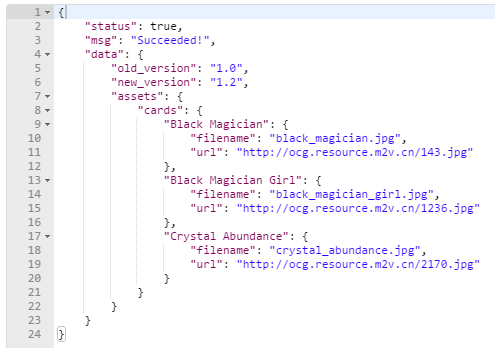 1 {
2     "status": true,
3     "msg": "Succeeded!",
4     "data": {
5         "old_version": "1.0",
6         "new_version": "1.2",
7         "assets": {
8             "cards": {
9                 "Black Magician": {
10                     "filename": "black_magician.jpg",
11                     "url": "http://ocg.resource.m2v.cn/143.jpg"
12                 },
13                 "Black Magician Girl": {
14                     "filename": "black_magician_girl.jpg",
15                     "url": "http://ocg.resource.m2v.cn/1236.jpg"
16                 },
17                 "Crystal Abundance": {
18                     "filename": "crystal_abundance.jpg",
19                     "url": "http://ocg.resource.m2v.cn/2170.jpg"
20                 }
21             }
22         }
23     }
24 }